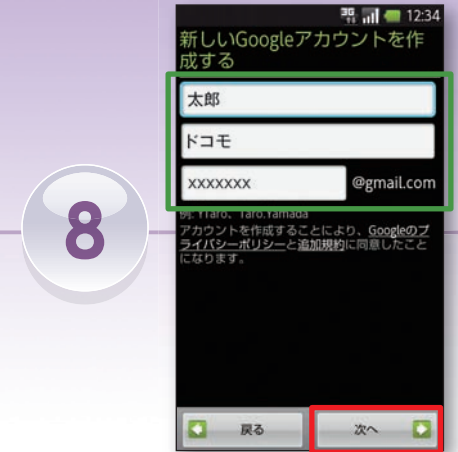 3G 12:34
新しいGoogleアカウントを作
成する
太郎
ドコモ
xxxxxxx @gmail.com
例: YTaro、Taro.Yamada
アカウントを作成することにより、Googleのプ
ライバシーポリシーと追加規約に同意したこと
になります。
8
戻る 次へ